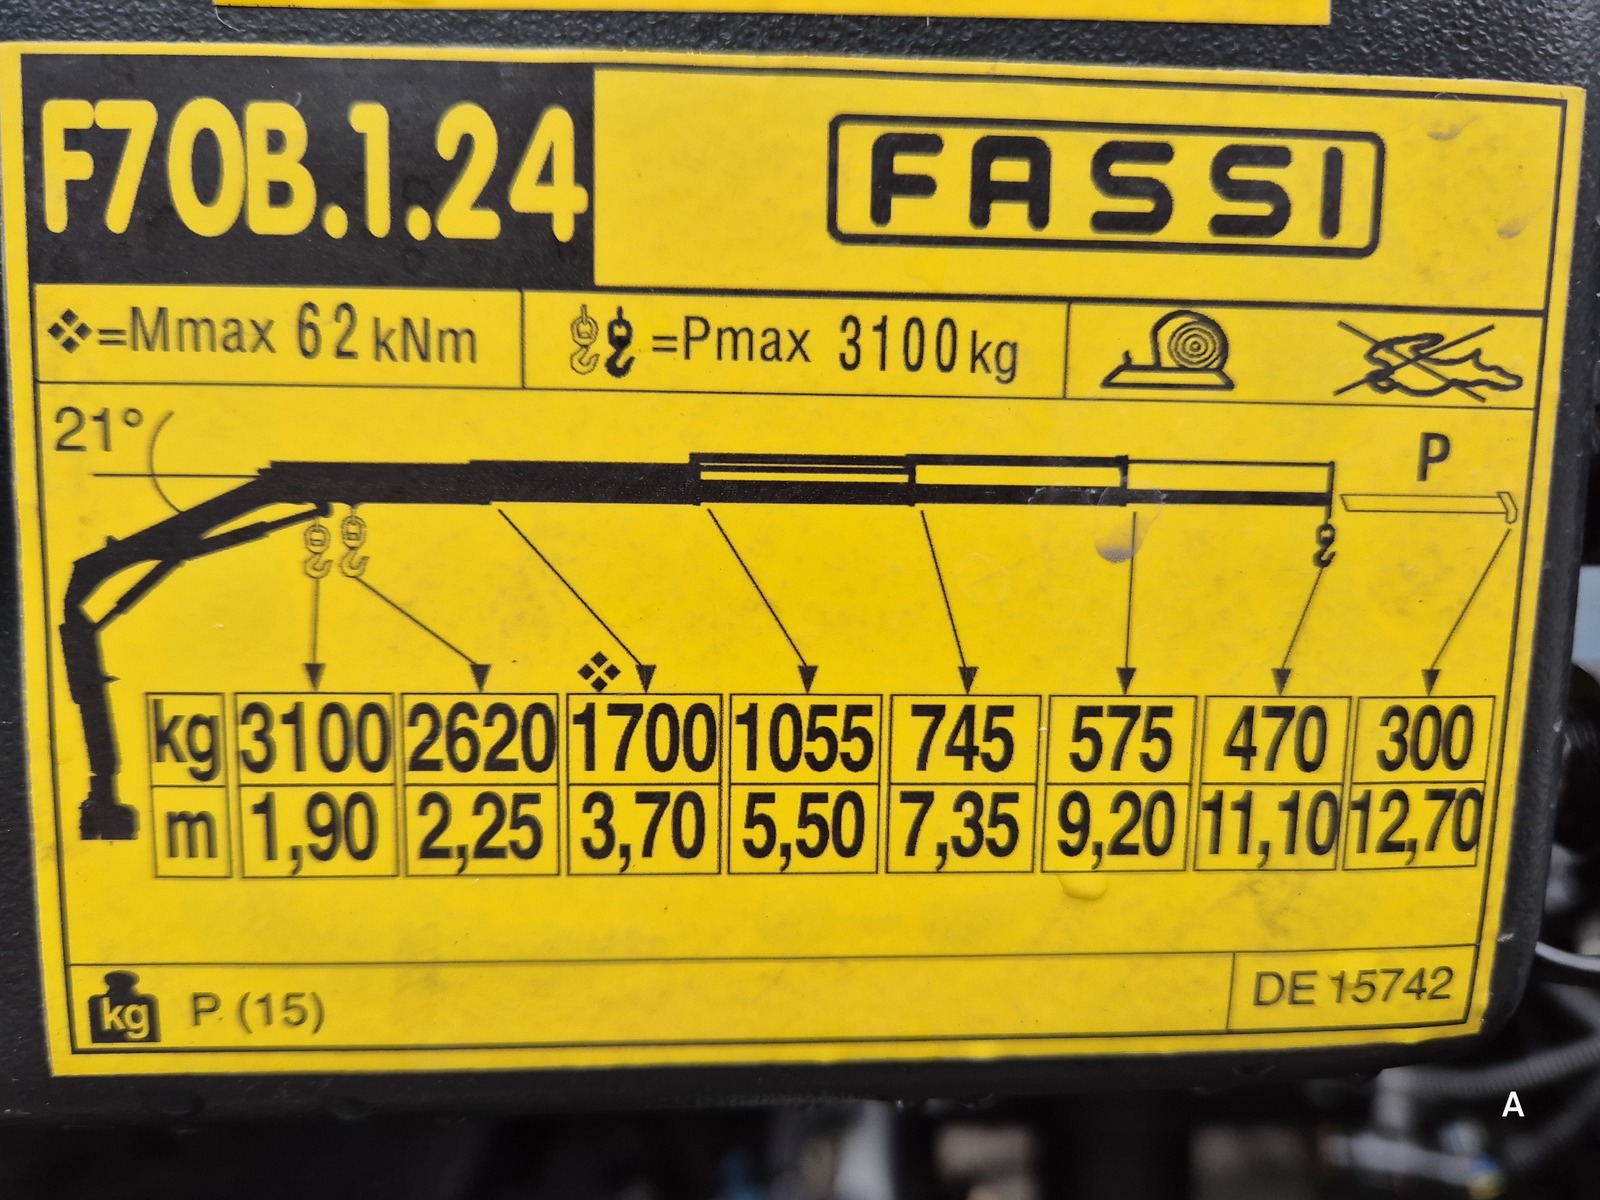 F70B.1.24
FASSI
❖=Mmax 62 kNm
=Pmax 3100 kg
21°
P
kg 3100 2620 1700 1055 745 575 470 300
m 1,90 2,25 3,70 5,50 7,35 9,20 11,10 12,70
kg P (15)
DE 15742
A